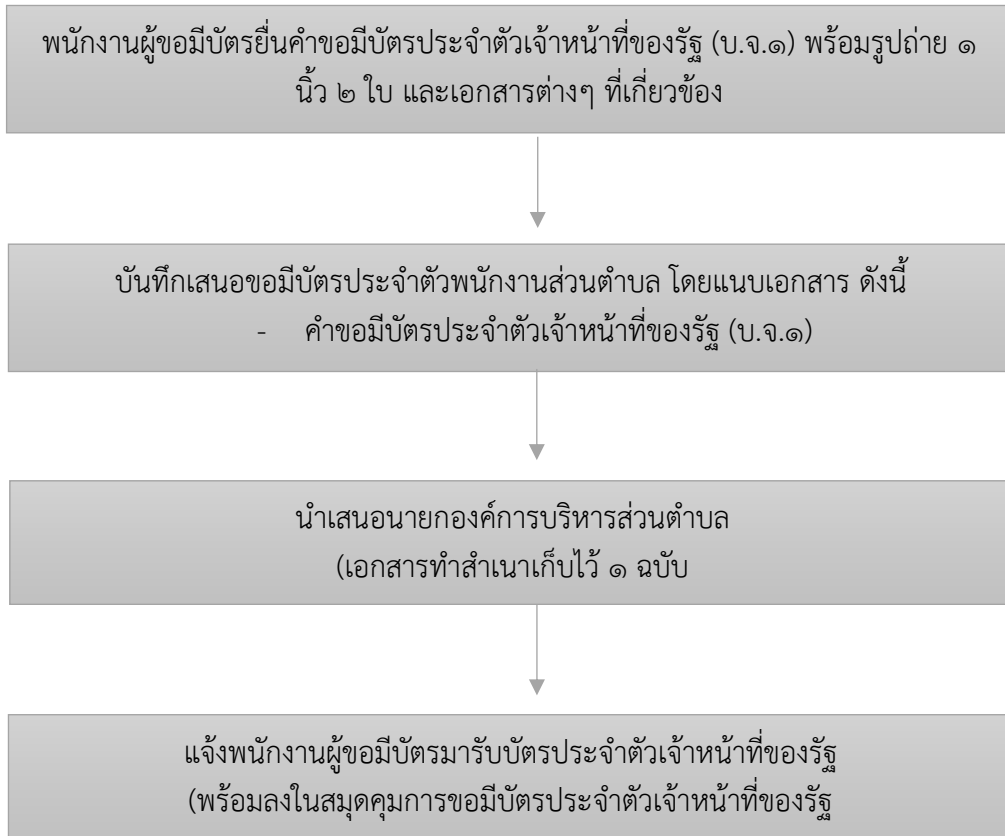 พนักงานผู้ขอมีบัตรยื่นคำขอมีบัตรประจำตัวเจ้าหน้าที่ของรัฐ (บ.จ.๑) พร้อมรูปถ่าย ๑
นิ้ว ๒ ใบ และเอกสารต่างๆ ที่เกี่ยวข้อง
บันทึกเสนอขอมีบัตรประจำตัวพนักงานส่วนตำบล โดยแนบเอกสาร ดังนี้
- คำขอมีบัตรประจำตัวเจ้าหน้าที่ของรัฐ (บ.จ.๑)
นำเสนอนายกองค์การบริหารส่วนตำบล
(เอกสารทำสำเนาเก็บไว้ ๑ ฉบับ
แจ้งพนักงานผู้ขอมีบัตรมารับบัตรประจำตัวเจ้าหน้าที่ของรัฐ
(พร้อมลงในสมุดคุมการขอมีบัตรประจำตัวเจ้าหน้าที่ของรัฐ